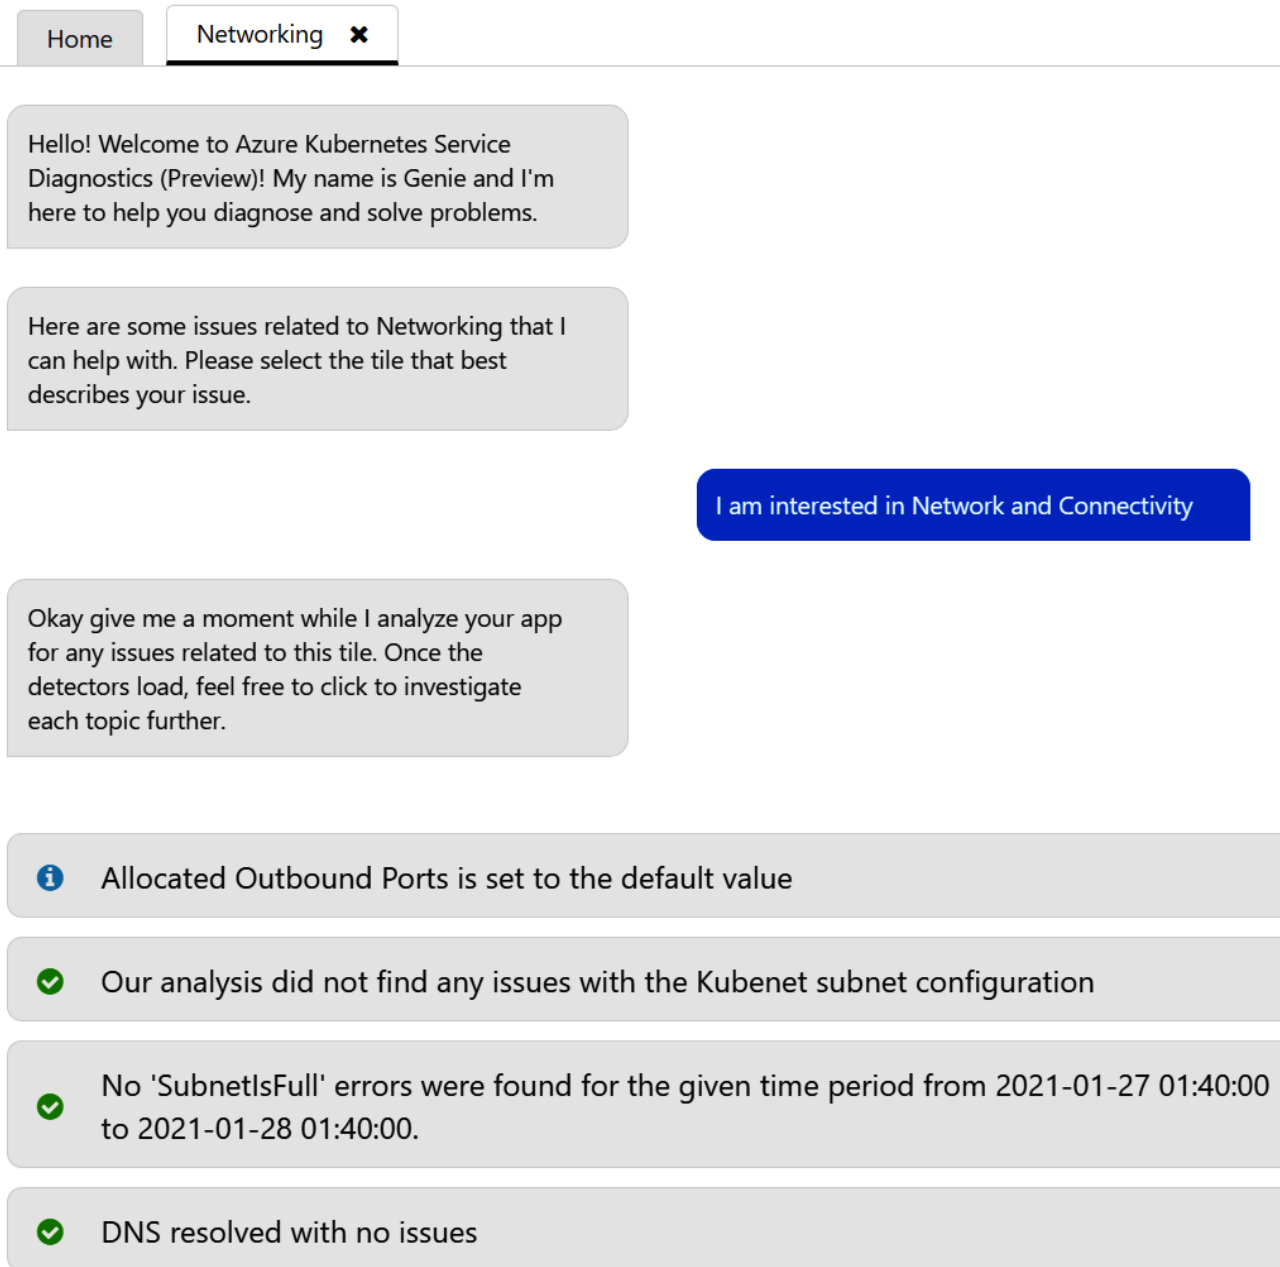 Home
Networking ✖
Hello! Welcome to Azure Kubernetes Service
Diagnostics (Preview)! My name is Genie and I'm
here to help you diagnose and solve problems.
Here are some issues related to Networking that I
can help with. Please select the tile that best
describes your issue.
I am interested in Network and Connectivity
Okay give me a moment while I analyze your app
for any issues related to this tile. Once the
detectors load, feel free to click to investigate
each topic further.
Allocated Outbound Ports is set to the default value
Our analysis did not find any issues with the Kubenet subnet configuration
No 'SubnetIsFull' errors were found for the given time period from 2021-01-27 01:40:00
to 2021-01-28 01:40:00.
DNS resolved with no issues